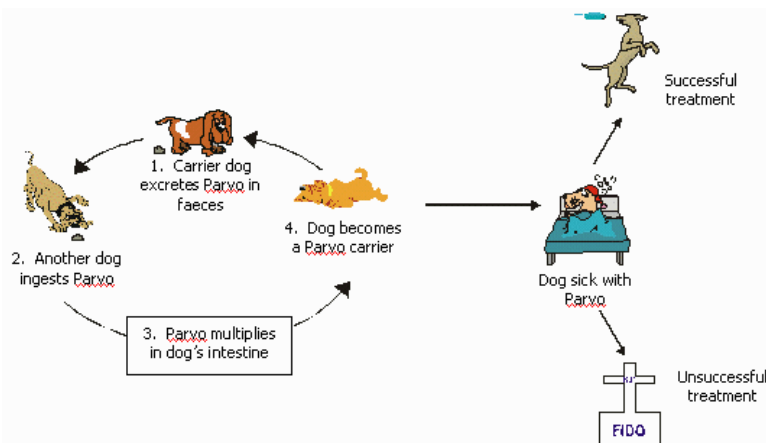 Successful
treatment
1. Carrier dog
excretes Parvo in
faeces
4. Dog becomes
a Parvo carrier
2. Another dog
ingests Parvo
3. Parvo multiplies
in dog's intestine
Dog sick with
Parvo
Unsuccessful
treatment
FIDO